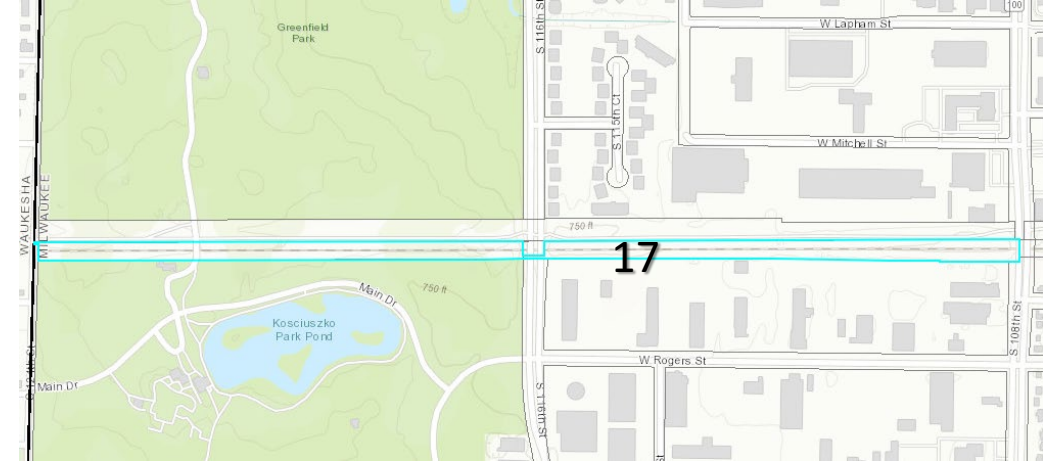 Greenfield
Park
S 116th St
W Lapham St
100
S 115th Ct
W Mitchell St
WAUKESHA
MILWAUKEE
750 ft
17
Main Dr
750 ft
Kosciuszko
Park Pond
S 108th St
W Rogers St
Main Dr
S 116th St